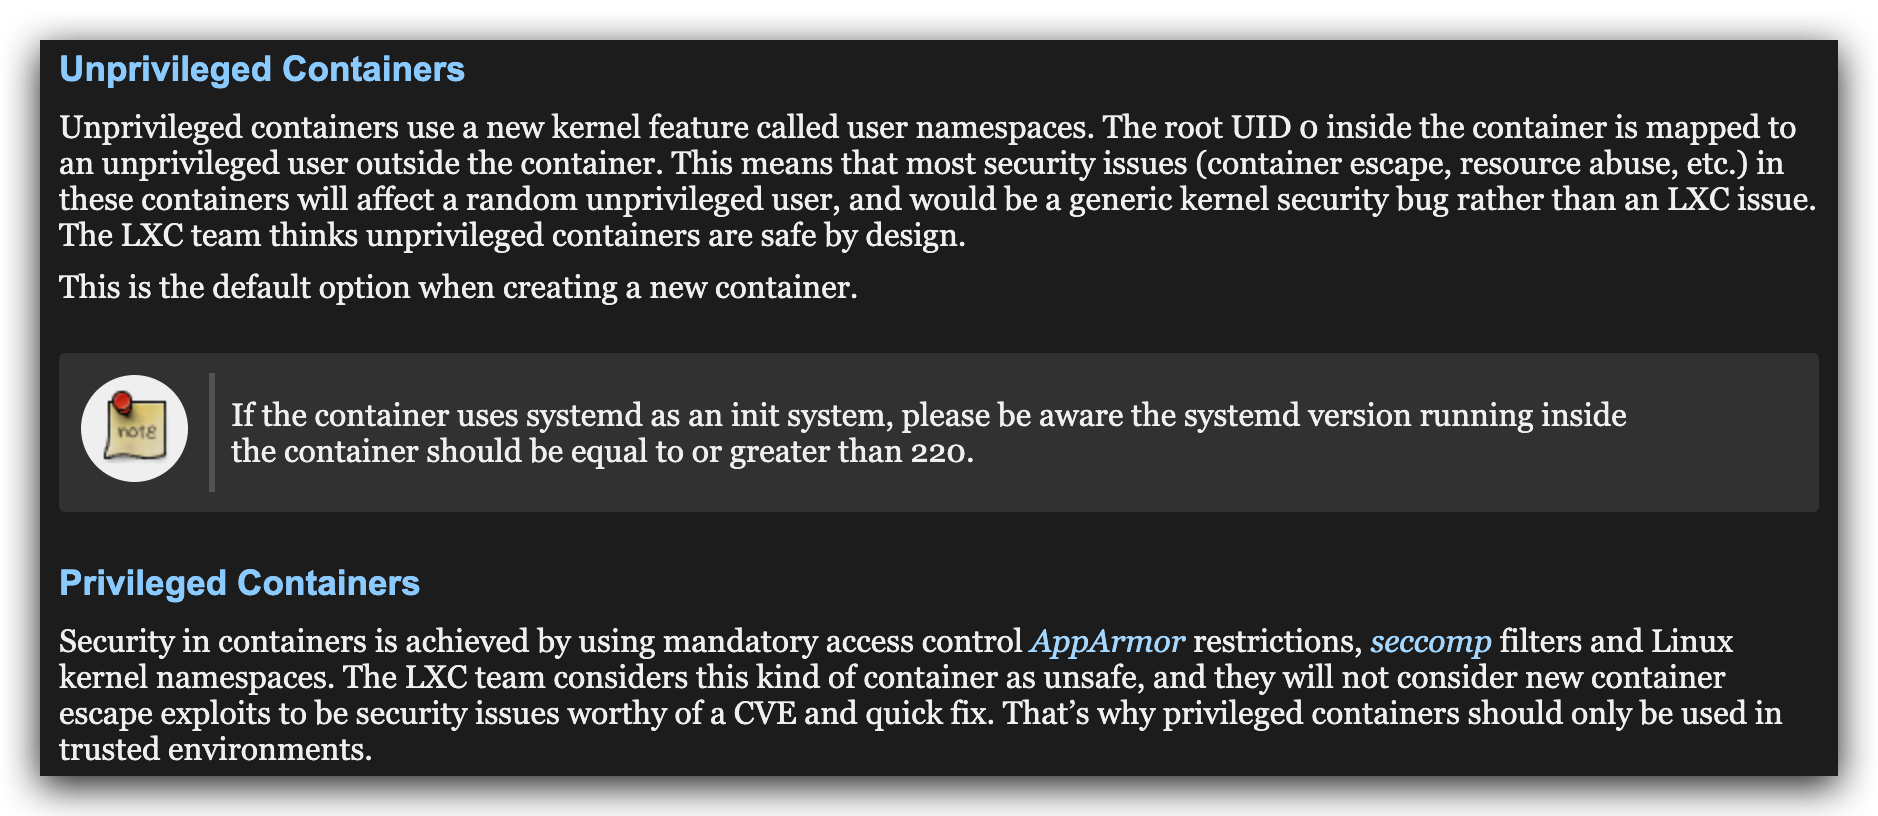 Unprivileged Containers
Unprivileged containers use a new kernel feature called user namespaces. The root UID 0 inside the container is mapped to
an unprivileged user outside the container. This means that most security issues (container escape, resource abuse, etc.) in
these containers will affect a random unprivileged user, and would be a generic kernel security bug rather than an LXC issue.
The LXC team thinks unprivileged containers are safe by design.
This is the default option when creating a new container.
note
If the container uses systemd as an init system, please be aware the systemd version running inside
the container should be equal to or greater than 220.
Privileged Containers
Security in containers is achieved by using mandatory access control AppArmor restrictions, seccomp filters and Linux
kernel namespaces. The LXC team considers this kind of container as unsafe, and they will not consider new container
escape exploits to be security issues worthy of a CVE and quick fix. That’s why privileged containers should only be used in
trusted environments.